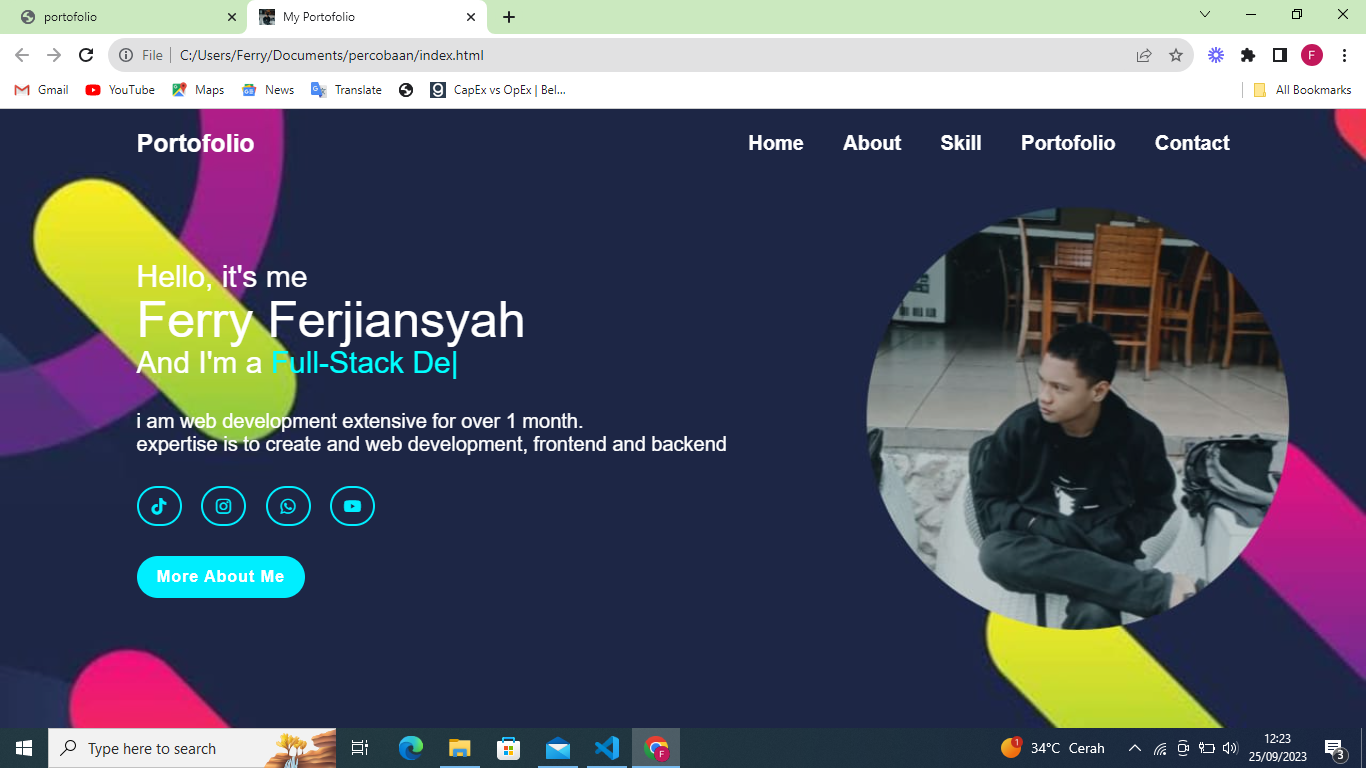 portofolio
My Portofolio
File
C:/Users/Ferry/Documents/percobaan/index.html
F
Gmail
YouTube
Maps
News
Translate
CapEx vs OpEx | Bel...
All Bookmarks
Portofolio
Home About Skill Portofolio Contact
Hello, it's me
Ferry Ferjiansyah
And I'm a Full-Stack De|
i am web development extensive for over 1 month.
expertise is to create and web development, frontend and backend
More About Me
Type here to search
F
1
34°C Cerah
12:23
25/09/2023
3